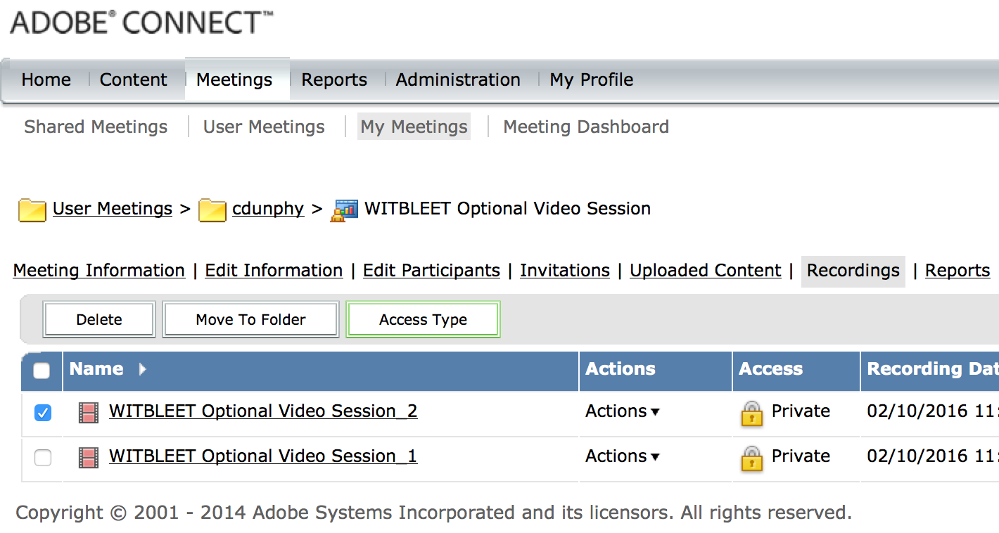 ADOBE® CONNECT™
Home Content Meetings Reports Administration My Profile
Shared Meetings User Meetings My Meetings Meeting Dashboard
User Meetings > cdunphy > WITBLEET Optional Video Session
Meeting Information | Edit Information | Edit Participants | Invitations | Uploaded Content | Recordings | Reports
Delete Move To Folder Access Type
Name Actions Access Recording Dat
WITBLEET Optional Video Session_2 Actions Private 02/10/2016 11:
WITBLEET Optional Video Session_1 Actions Private 02/10/2016 11:
Copyright © 2001 - 2014 Adobe Systems Incorporated and its licensors. All rights reserved.